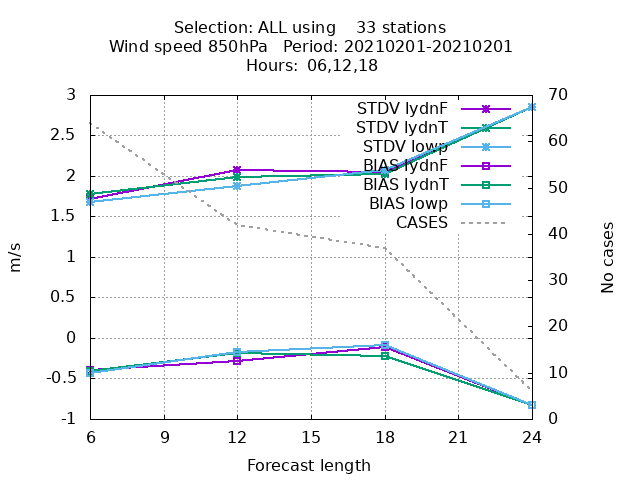 Selection: ALL using 33 stations
Wind speed 850hPa Period: 20210201-20210201
Hours: 06,12,18
3
2.5
2
1.5
1
0.5
0
-0.5
-1
70
60
50
40
30
20
10
0
STDV lydnF
STDV lydnT
STDV lowp
BIAS lydnF
BIAS lydnT
BIAS lowp
CASES
m/s
No cases
6 9 12 15 18 21 24
Forecast length